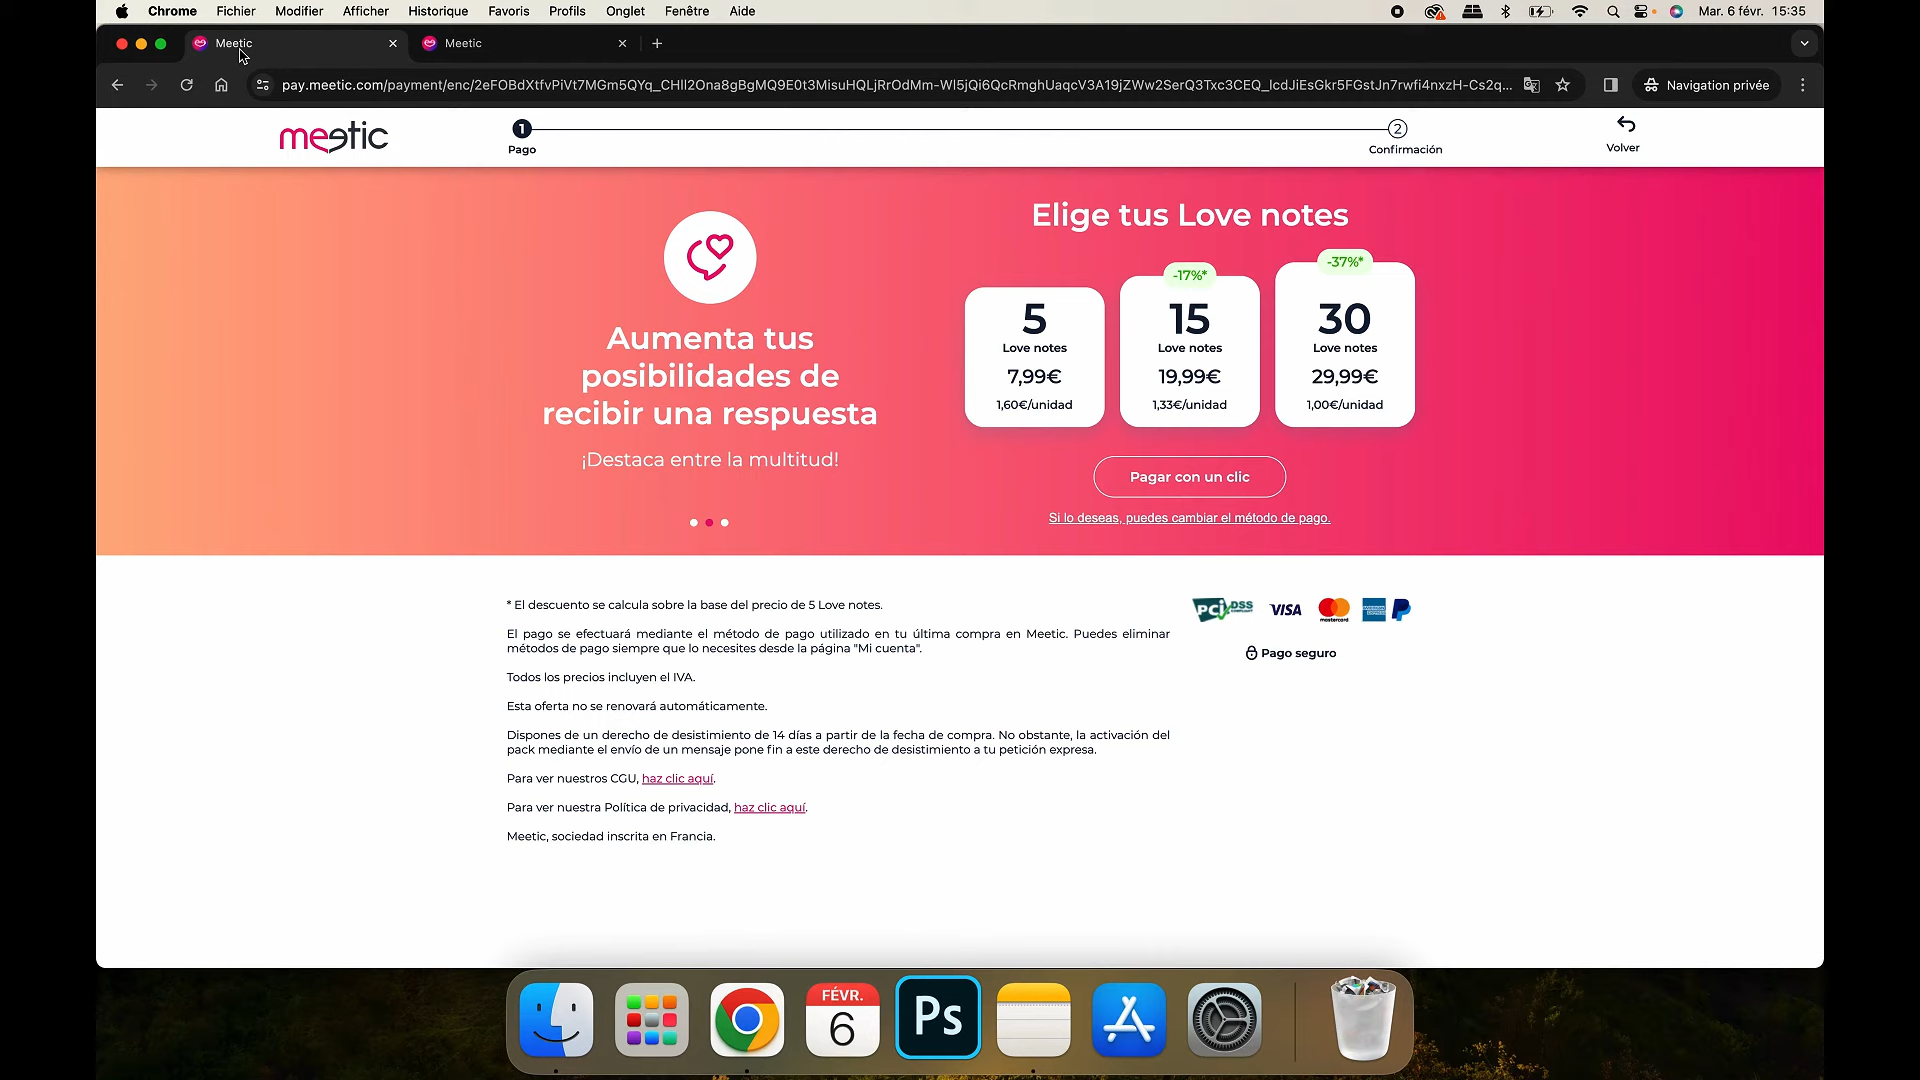 Chrome Fichier Modifier Afficher Historique Favoris Profils Onglet Fenêtre Aide Mar. 6 févr. 15:35
Meetic Meetic
pay.meetic.com/payment/enc/2eFOBdXtfvPiVt7MGm5QYq_CHll2Ona8gBgMQ9E0t3MisuHQLjRrOdMm-Wl5jQi6QcRmghUaqcV3A19jZWw2SerQ3Txc3CEQ_lcdJiEsGkr5FGstJn7rwfi4nxzH-Cs2q... Navigation privée
meetic
1
Pago
2
Confirmación
Volver
Aumenta tus
posibilidades de
recibir una respuesta
¡Destaca entre la multitud!
Elige tus Love notes
5
Love notes
7,99€
1,60€/unidad
-17%*
15
Love notes
19,99€
1,33€/unidad
-37%*
30
Love notes
29,99€
1,00€/unidad
Pagar con un clic
Si lo deseas, puedes cambiar el método de pago.
* El descuento se calcula sobre la base del precio de 5 Love notes.
El pago se efectuará mediante el método de pago utilizado en tu última compra en Meetic. Puedes eliminar
métodos de pago siempre que lo necesites desde la página "Mi cuenta".
Todos los precios incluyen el IVA.
Esta oferta no se renovará automáticamente.
Dispones de un derecho de desistimiento de 14 días a partir de la fecha de compra. No obstante, la activación del
pack mediante el envío de un mensaje pone fin a este derecho de desistimiento a tu petición expresa.
Para ver nuestros CGU, haz clic aquí.
Para ver nuestra Política de privacidad, haz clic aquí.
Meetic, sociedad inscrita en Francia.
PCI DSS VISA mastercard
Pago seguro
FÉVR.
6
Ps